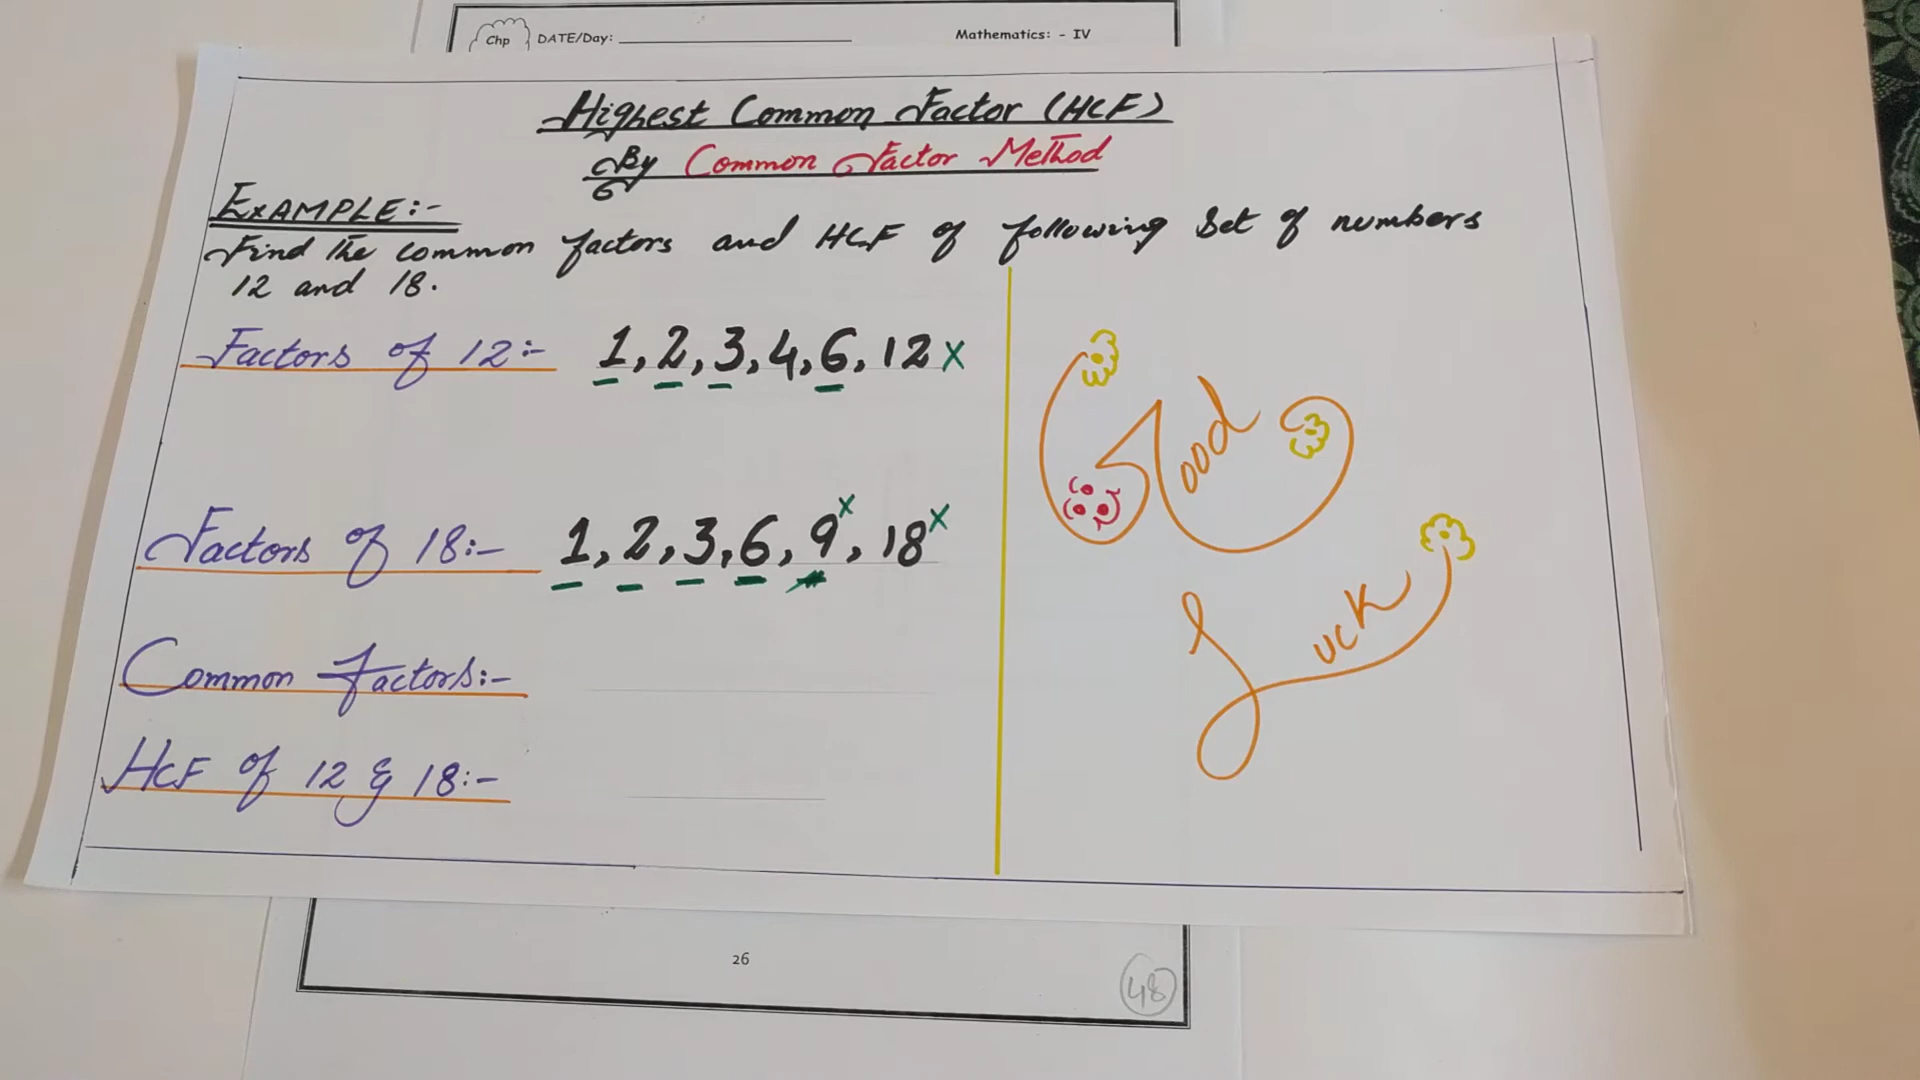 Chp DATE/Day: Mathematics: - IV
Highest Common Factor (HCF)
By Common Factor Method
EXAMPLE:-
Find the common factors and HCF of following set of numbers
12 and 18.
Factors of 12:- 1, 2, 3, 4, 6, 12 x
Factors of 18:- 1, 2, 3, 6, 9x, 18x
Common Factors:-
HCF of 12 & 18:-
Good
Luck
26
48